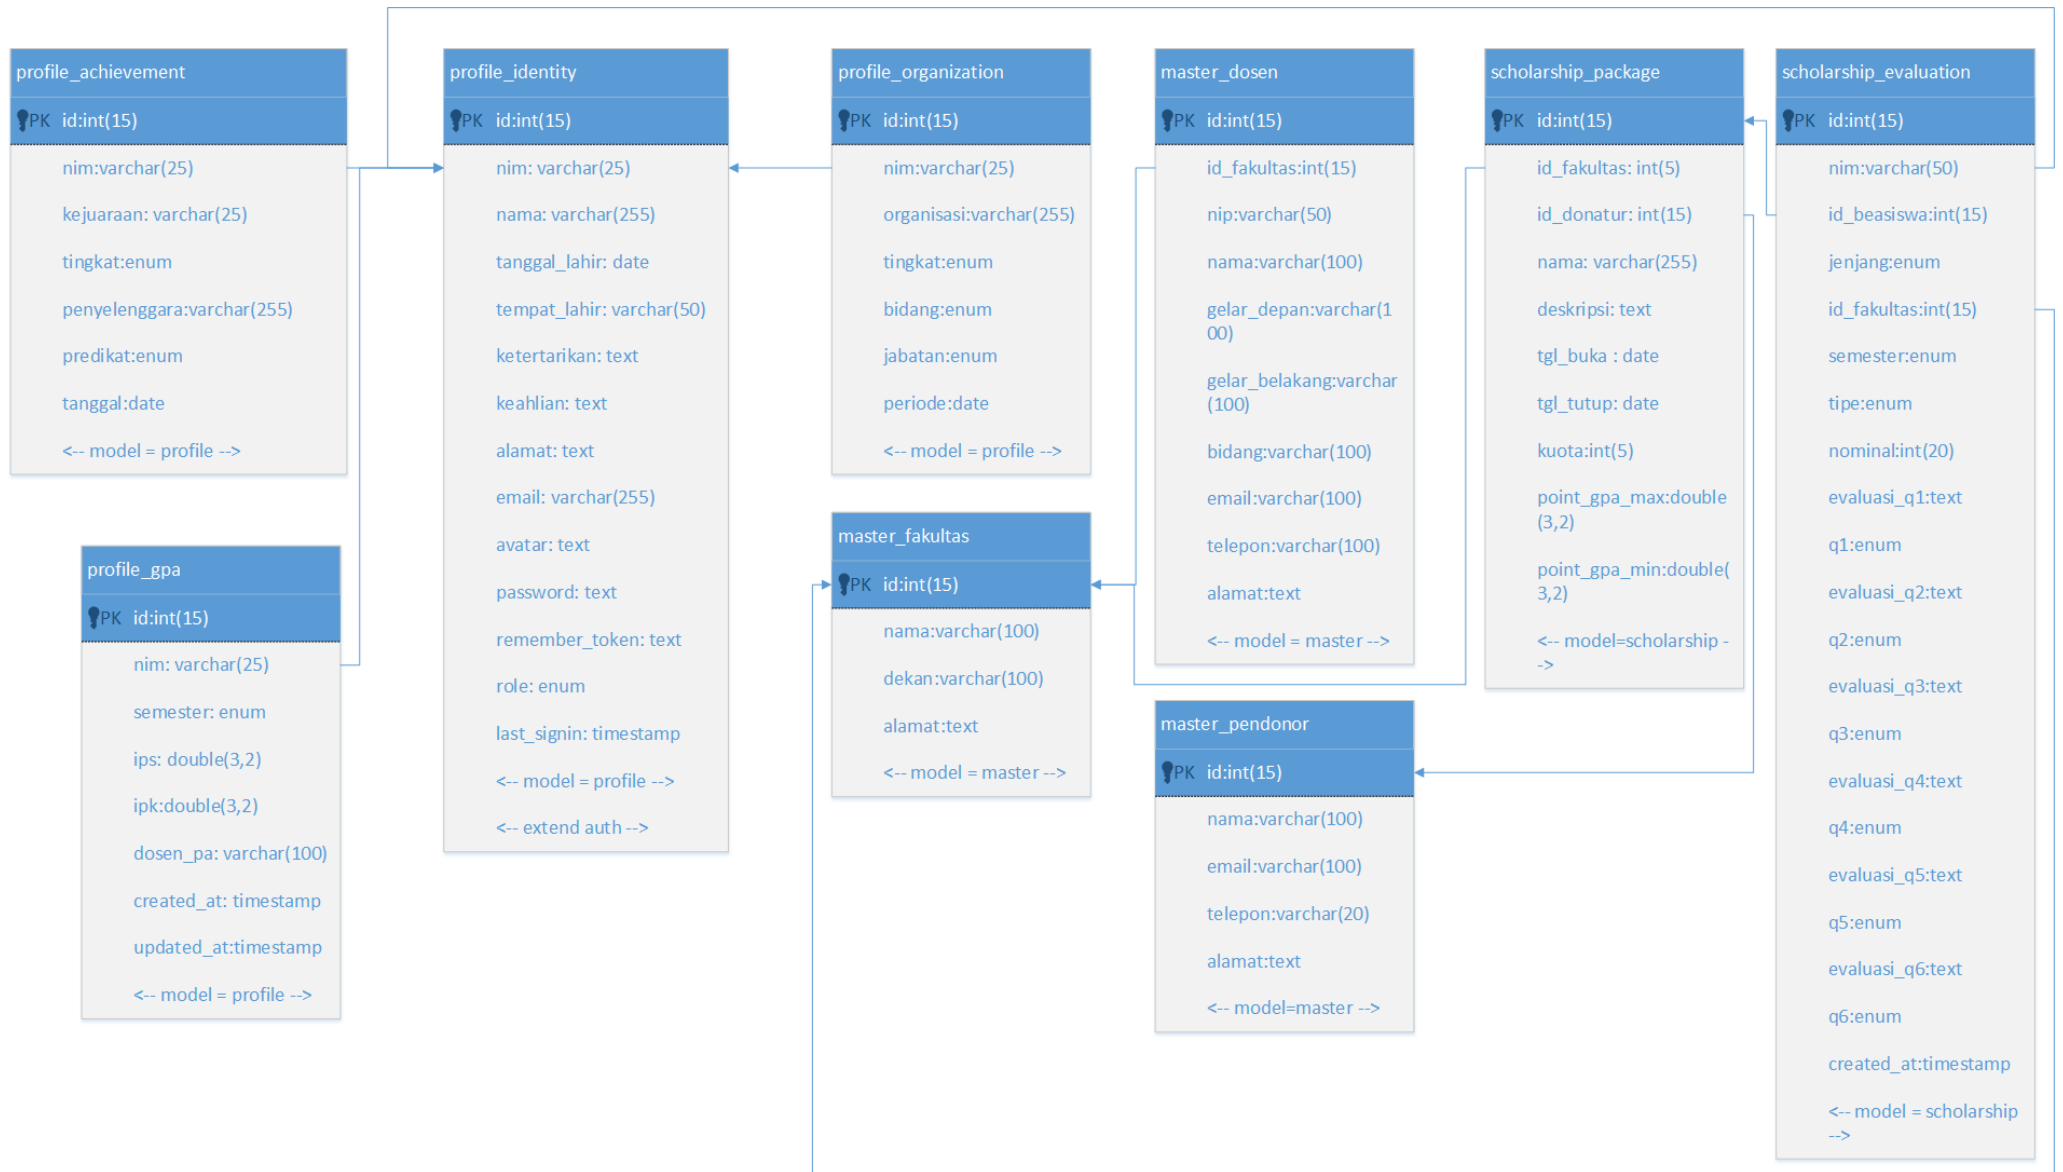 profile_achievement
PK id:int(15)
nim:varchar(25)
kejuaraan: varchar(25)
tingkat:enum
penyelenggara:varchar(255)
predikat:enum
tanggal:date
<-- model = profile -->
profile_gpa
PK id:int(15)
nim: varchar(25)
semester: enum
ips: double(3,2)
ipk:double(3,2)
dosen_pa: varchar(100)
created_at: timestamp
updated_at:timestamp
<-- model = profile -->
profile_identity
PK id:int(15)
nim: varchar(25)
nama: varchar(255)
tanggal_lahir: date
tempat_lahir: varchar(50)
ketertarikan: text
keahlian: text
alamat: text
email: varchar(255)
avatar: text
password: text
remember_token: text
role: enum
last_signin: timestamp
<-- model = profile -->
<-- extend auth -->
profile_organization
PK id:int(15)
nim:varchar(25)
organisasi:varchar(255)
tingkat:enum
bidang:enum
jabatan:enum
periode:date
<-- model = profile -->
master_fakultas
PK id:int(15)
nama:varchar(100)
dekan:varchar(100)
alamat:text
<-- model = master -->
master_dosen
PK id:int(15)
id_fakultas:int(15)
nip:varchar(50)
nama:varchar(100)
gelar_depan:varchar(1
00)
gelar_belakang:varchar
(100)
bidang:varchar(100)
email:varchar(100)
telepon:varchar(100)
alamat:text
<-- model = master -->
master_pendonor
PK id:int(15)
nama:varchar(100)
email:varchar(100)
telepon:varchar(20)
alamat:text
<-- model=master -->
scholarship_package
PK id:int(15)
id_fakultas: int(5)
id_donatur: int(15)
nama: varchar(255)
deskripsi: text
tgl_buka : date
tgl_tutup: date
kuota:int(5)
point_gpa_max:double
(3,2)
point_gpa_min:double(
3,2)
<-- model=scholarship -
->
scholarship_evaluation
PK id:int(15)
nim:varchar(50)
id_beasiswa:int(15)
jenjang:enum
id_fakultas:int(15)
semester:enum
tipe:enum
nominal:int(20)
evaluasi_q1:text
q1:enum
evaluasi_q2:text
q2:enum
evaluasi_q3:text
q3:enum
evaluasi_q4:text
q4:enum
evaluasi_q5:text
q5:enum
evaluasi_q6:text
q6:enum
created_at:timestamp
<-- model = scholarship
-->